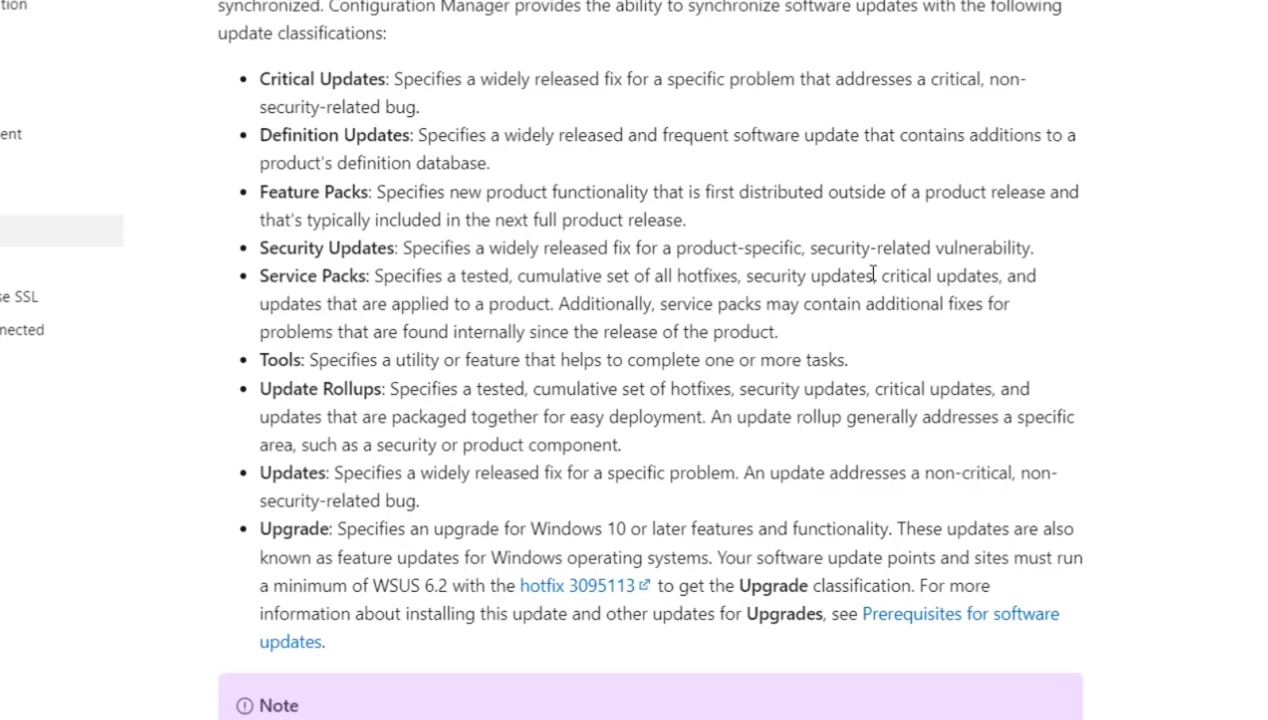 tion
synchronized. Configuration Manager provides the ability to synchronize software updates with the following
update classifications:
• Critical Updates: Specifies a widely released fix for a specific problem that addresses a critical, non-
security-related bug.
ent
• Definition Updates: Specifies a widely released and frequent software update that contains additions to a
product's definition database.
• Feature Packs: Specifies new product functionality that is first distributed outside of a product release and
that's typically included in the next full product release.
• Security Updates: Specifies a widely released fix for a product-specific, security-related vulnerability.
• Service Packs: Specifies a tested, cumulative set of all hotfixes, security updates, critical updates, and
se SSL
updates that are applied to a product. Additionally, service packs may contain additional fixes for
nected
problems that are found internally since the release of the product.
• Tools: Specifies a utility or feature that helps to complete one or more tasks.
• Update Rollups: Specifies a tested, cumulative set of hotfixes, security updates, critical updates, and
updates that are packaged together for easy deployment. An update rollup generally addresses a specific
area, such as a security or product component.
• Updates: Specifies a widely released fix for a specific problem. An update addresses a non-critical, non-
security-related bug.
• Upgrade: Specifies an upgrade for Windows 10 or later features and functionality. These updates are also
known as feature updates for Windows operating systems. Your software update points and sites must run
a minimum of WSUS 6.2 with the hotfix 3095113 to get the Upgrade classification. For more
information about installing this update and other updates for Upgrades, see Prerequisites for software
updates.
Note